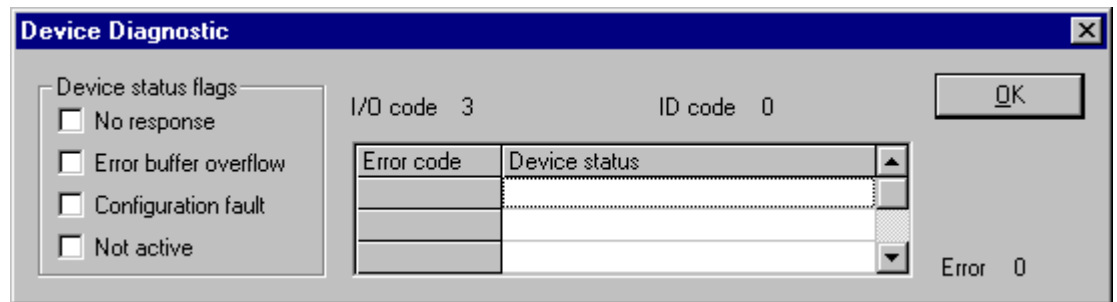 Device Diagnostic
Device status flags
No response
Error buffer overflow
Configuration fault
Not active
I/O code 3
ID code 0
OK
Error code
Device status
Error 0